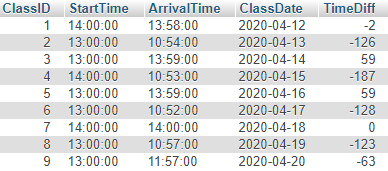 ClassID StartTime ArrivalTime ClassDate TimeDiff
1 14:00:00 13:58:00 2020-04-12 -2
2 13:00:00 10:54:00 2020-04-13 -126
3 13:00:00 13:59:00 2020-04-14 59
4 14:00:00 10:53:00 2020-04-15 -187
5 13:00:00 13:59:00 2020-04-16 59
6 13:00:00 10:52:00 2020-04-17 -128
7 14:00:00 14:00:00 2020-04-18 0
8 13:00:00 10:57:00 2020-04-19 -123
9 13:00:00 11:57:00 2020-04-20 -63